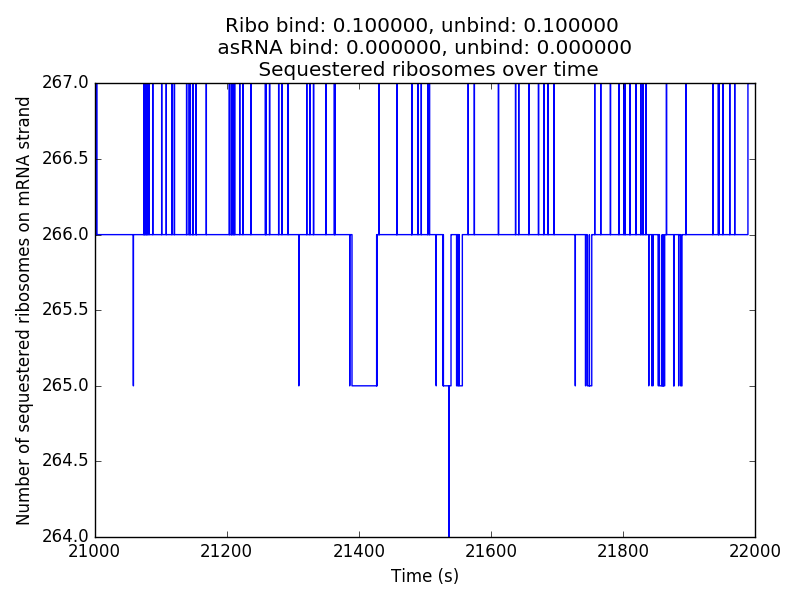 Ribo bind: 0.100000, unbind: 0.100000
asRNA bind: 0.000000, unbind: 0.000000
Sequestered ribosomes over time
Number of sequestered ribosomes on mRNA strand
267.0
266.5
266.0
265.5
265.0
264.5
264.0
21000 21200 21400 21600 21800 22000
Time (s)